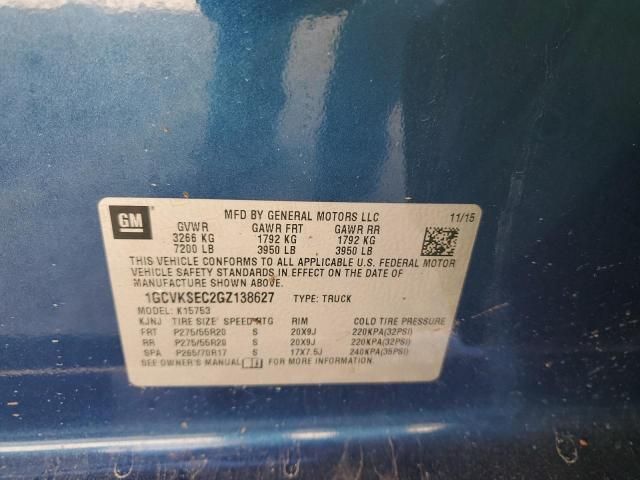 GM
MFD BY GENERAL MOTORS LLC 11/15
GVWR GAWR FRT GAWR RR
3266 KG 1792 KG 1792 KG
7200 LB 3950 LB 3950 LB
THIS VEHICLE CONFORMS TO ALL APPLICABLE U.S. FEDERAL MOTOR
VEHICLE SAFETY STANDARDS IN EFFECT ON THE DATE OF
MANUFACTURE SHOWN ABOVE.
1GCVKSEC2GZ138627 TYPE: TRUCK
MODEL: K15753
KJNJ TIRE SIZE SPEED RTG RIM COLD TIRE PRESSURE
FRT P275/55R20 S 20X9J 220KPA(32PSI)
RR P275/55R20 S 20X9J 220KPA(32PSI)
SPA P265/70R17 S 17X7.5J 240KPA(35PSI)
SEE OWNER'S MANUAL FOR MORE INFORMATION.